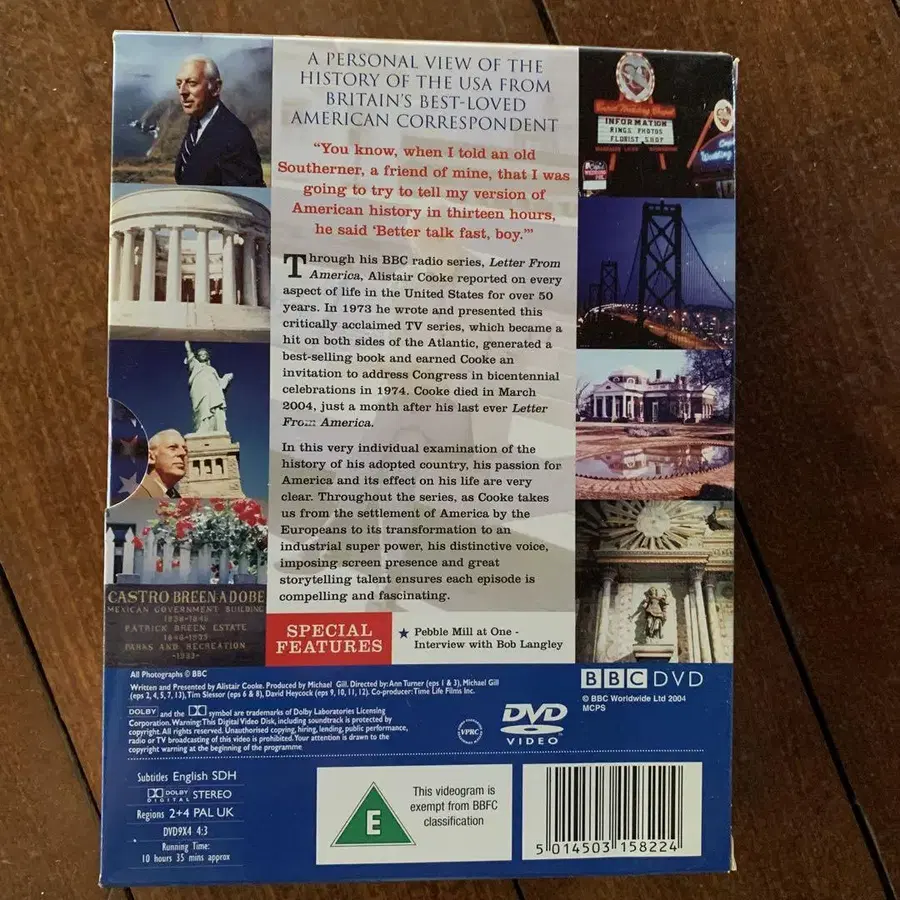 A PERSONAL VIEW OF THE
HISTORY OF THE USA FROM
BRITAIN'S BEST-LOVED
AMERICAN CORRESPONDENT
"You know, when I told an old
Southerner, a friend of mine, that I was
going to try to tell my version of
American history in thirteen hours,
he said 'Better talk fast, boy.'"
Through his BBC radio series, Letter From
America, Alistair Cooke reported on every
aspect of life in the United States for over 50
years. In 1973 he wrote and presented this
critically acclaimed TV series, which became a
hit on both sides of the Atlantic, generated a
best-selling book and earned Cooke an
invitation to address Congress in bicentennial
celebrations in 1974. Cooke died in March
2004, just a month after his last ever Letter
From America.
In this very individual examination of the
history of his adopted country, his passion for
America and its effect on his life are very
clear. Throughout the series, as Cooke takes
us from the settlement of America by the
Europeans to its transformation to an
industrial super power, his distinctive voice,
imposing screen presence and great
storytelling talent ensures each episode is
compelling and fascinating.
INFORMATION
RINGS PHOTOS
FLORIST SHOP
CASTRO BREEN ADOBE
MEXICAN GOVERNMENT BUILDING
1838-1848
PATRICK BREEN ESTATE
1848-1933
PARKS AND RECREATION
-1933-
SPECIAL
FEATURES
★ Pebble Mill at One -
Interview with Bob Langley
All Photographs © BBC
Written and Presented by Alistair Cooke. Produced by Michael Gill. Directed by: Ann Turner (eps 1 & 3), Michael Gill
(eps 2, 4, 5, 7, 13), Tim Slessor (eps 6 & 8), David Heycock (eps 9, 10, 11, 12). Co-producer: Time Life Films Inc.
DOLBY and the symbol are trademarks of Dolby Laboratories Licensing
Corporation. Warning: This Digital Video Disk, including soundtrack is protected by
copyright. All rights reserved. Unauthorised copying, hiring, lending, public performance,
radio or TV broadcasting of this video is prohibited. Your attention is drawn to the
copyright warning at the beginning of the programme
VPRC
DVD
VIDEO
BBC DVD
© BBC Worldwide Ltd 2004
MCPS
Subtitles English SDH
DOLBY DIGITAL STEREO
Regions 2+4 PAL UK
DVD9X4 4:3
Running Time:
10 hours 35 mins approx
E
This videogram is
exempt from BBFC
classification
5 014503 158224